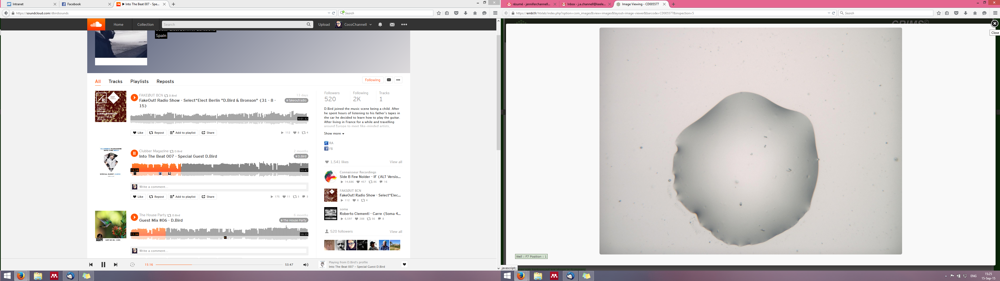 Intranet
Facebook
Into The Beat 007 - Spe...
https://soundcloud.com/dbirdsounds
Search
Home
Collection
Search
Upload
CocoChannell
Spain
All
Tracks
Playlists
Reposts
Following
FAKEØUT BCN D.Bird
13 days
FakeOut! Radio Show - Select*Elect Berlin "D.Bird & Bronson" (31 - 8 -
15)
# fakeoutradio
4:01:32
Like
Repost
Add to playlist
Share
112
8
4
Clubber Magazine D.Bird
2 months
Into The Beat 007 - Special Guest D.Bird
# D.Bird
15:16
53:47
Write a comment...
Like
Repost
Add to playlist
Share
175
11
3
3
The House Party D.Bird
6 months
Guest Mix #06 - D.Bird
# The House Party
11:36
58:39
Write a comment...
Followers
520
Following
2K
Tracks
1
D.Bird joined the music scene being a child. After
he spent hours of listening to his father's tapes in
the car he decided to learn how to play the guitar.
After living in France for a while and travelling
around Europe to meet like-minded artists,
Show more
RA
FB
1,541 likes
View all
Connaisseur Recordings
Side B Few Nolder - IF (ALT Versio...
14,686
457
86
16
FAKEØUT BCN
FakeOut! Radio Show - Select*Elec...
112
8
4
soma
Roberto Clementi - Carre (Soma 4...
6,597
288
56
8
520 followers
View all
15:16
53:47
Playing from D.Bird's profile
Into The Beat 007 - Special Guest D.Bird
résumé - jenniferchannell...
Inbox - j.a.channell@keele...
Image Viewing - CD005577
https://embl.fr/htxlab/index.php?option=com_images&view=images&layout=image-viewer&barcode=CD005577&inspection=5
Search
Close
Well : F7 Position : 1
javascript:;
ENG
15:25
15-Sep-15